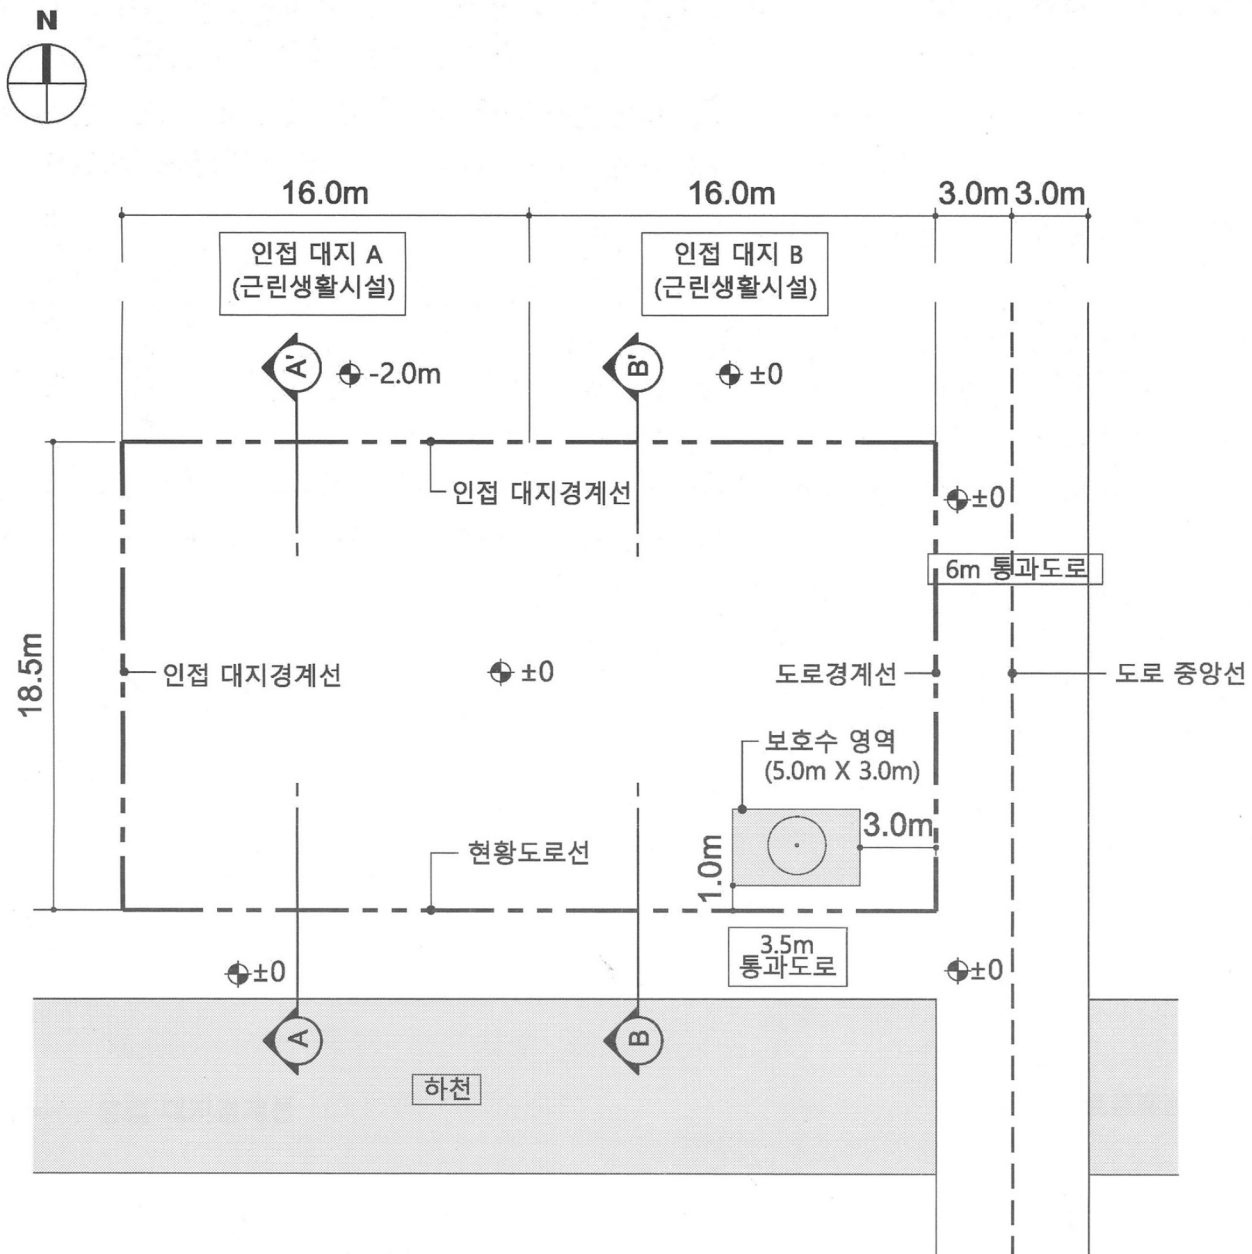 N
16.0m
16.0m
3.0m
3.0m
인접 대지 A
(근린생활시설)
인접 대지 B
(근린생활시설)
A'
-2.0m
B'
±0
인접 대지경계선
±0
6m 통과도로
18.5m
인접 대지경계선
±0
도로경계선
도로 중앙선
보호수 영역
(5.0m X 3.0m)
3.0m
1.0m
현황도로선
3.5m
통과도로
±0
±0
A
B
하천